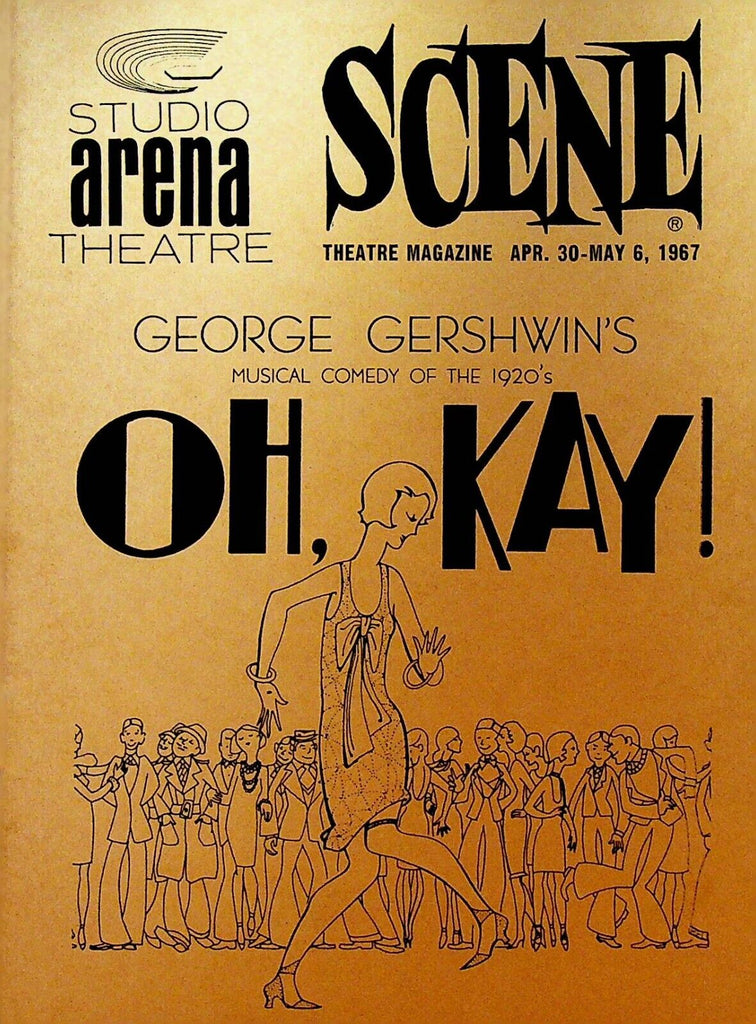 STUDIO
arena
THEATRE
SCENE
®
THEATRE MAGAZINE APR. 30-MAY 6, 1967
GEORGE GERSHWIN'S
MUSICAL COMEDY OF THE 1920's
OH, KAY!